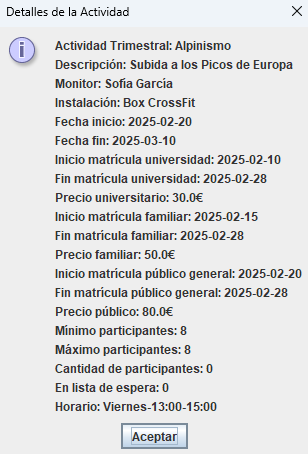 Detalles de la Actividad
Actividad Trimestral: Alpinismo
Descripción: Subida a los Picos de Europa
Monitor: Sofía García
Instalación: Box CrossFit
Fecha inicio: 2025-02-20
Fecha fin: 2025-03-10
Inicio matrícula universidad: 2025-02-10
Fin matrícula universidad: 2025-02-28
Precio universitario: 30.0€
Inicio matrícula familiar: 2025-02-15
Fin matrícula familiar: 2025-02-28
Precio familiar: 50.0€
Inicio matrícula público general: 2025-02-20
Fin matrícula público general: 2025-02-28
Precio público: 80.0€
Mínimo participantes: 8
Máximo participantes: 8
Cantidad de participantes: 0
En lista de espera: 0
Horario: Viernes-13:00-15:00
Aceptar